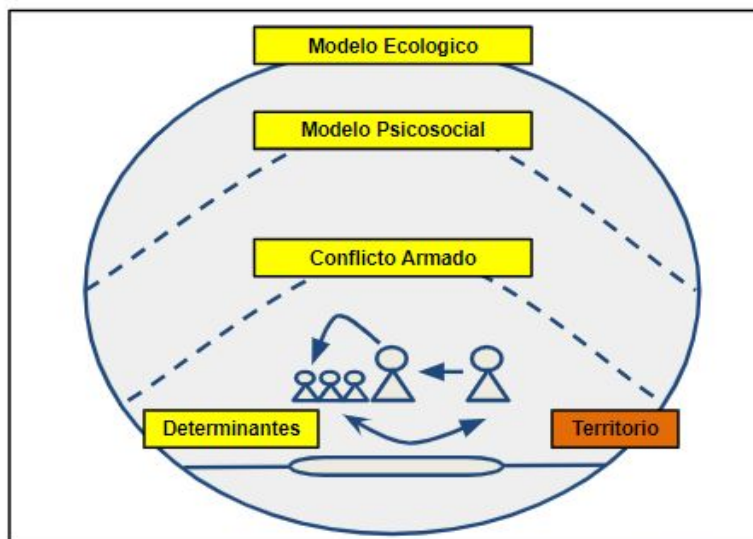 Modelo Ecologico
Modelo Psicosocial
Conflicto Armado
Determinantes
Territorio